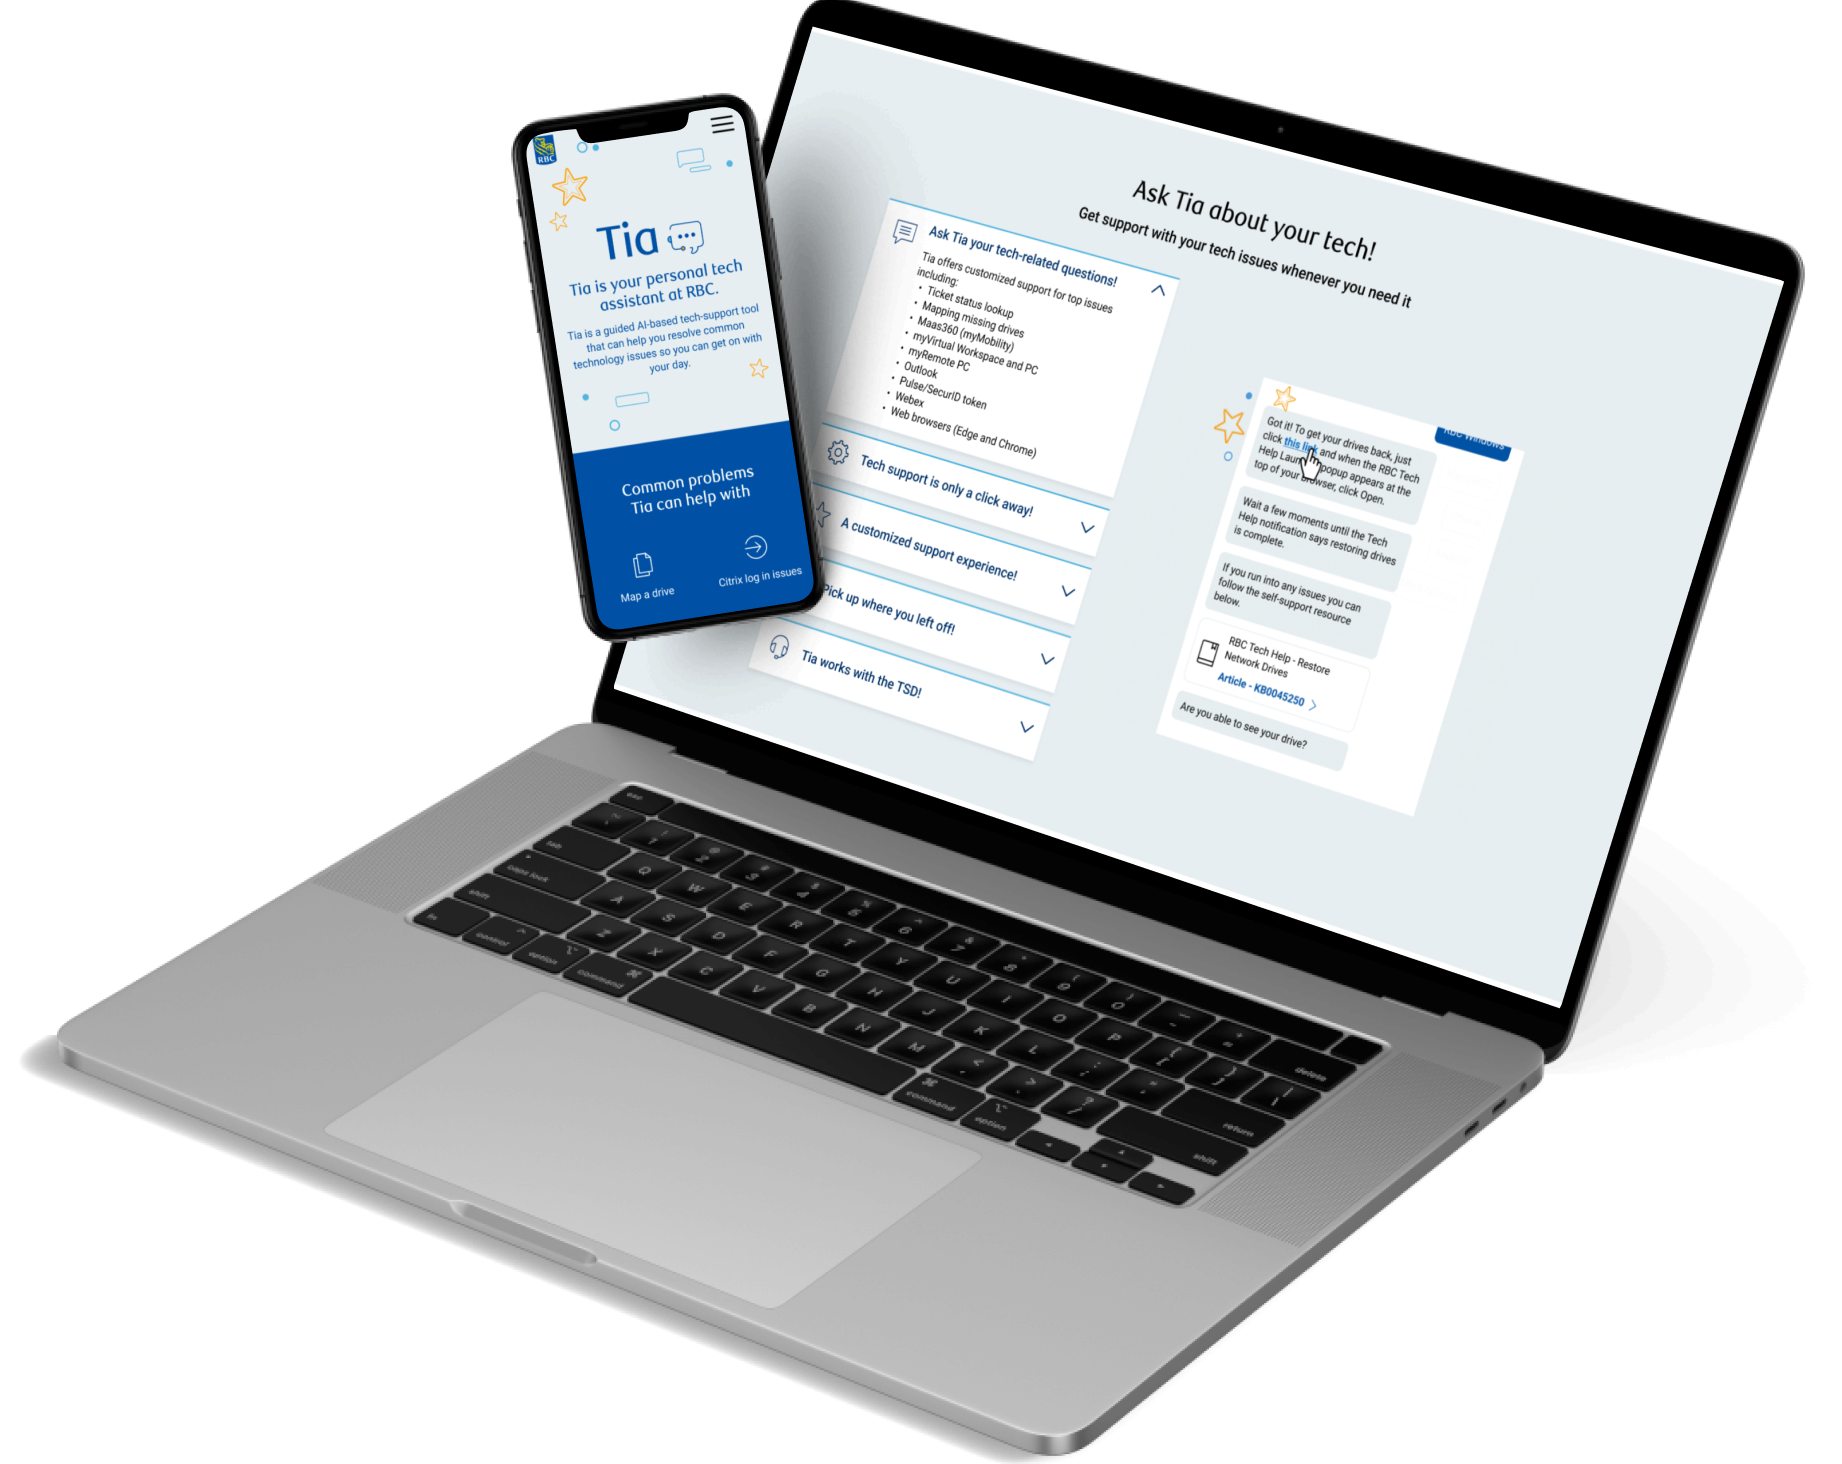 RBC
Tia
Tia is your personal tech
assistant at RBC.
Tia is a guided AI-based tech-support tool
that can help you resolve common
technology issues so you can get on with
your day.
Common problems
Tia can help with
Map a drive
Citrix log in issues
Ask Tia about your tech!
Get support with your tech issues whenever you need it
Ask Tia your tech-related questions!
Tia offers customized support for top issues
including:
• Ticket status lookup
• Mapping missing drives
• Maas360 (myMobility)
• myVirtual Workspace and PC
• myRemote PC
• Outlook
• Pulse/SecurID token
• Webex
• Web browsers (Edge and Chrome)
Tech support is only a click away!
A customized support experience!
Pick up where you left off!
Tia works with the TSD!
RBC Windows
Got it! To get your drives back, just
click this link and when the RBC Tech
Help popup appears at the
top of your browser, click Open.
Wait a few moments until the Tech
Help notification says restoring drives
is complete.
If you run into any issues you can
follow the self-support resource
below.
RBC Tech Help - Restore
Network Drives
Article - KB0045250 >
Are you able to see your drive?
esc
~ ` ! 1 @ 2 # 3 $ 4 % 5 ^ 6 & 7 * 8 ( 9 ) 0 _ - + = delete
tab Q W E R T Y U I O P { [ } ] | \
caps lock A S D F G H J K L : ; " ' return
shift Z X C V B N M < , > . ? / shift
fn control option command command option